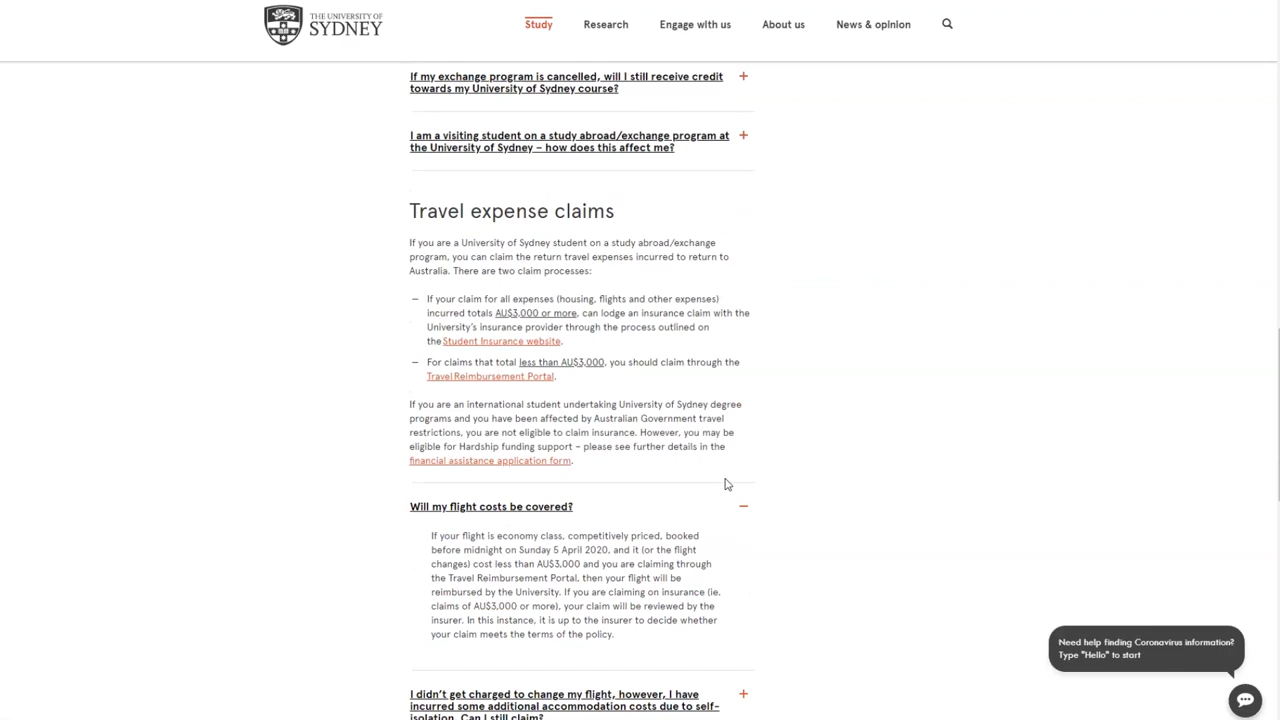 THE UNIVERSITY OF
SYDNEY
Study
Research
Engage with us
About us
News & opinion
If my exchange program is cancelled, will I still receive credit
towards my University of Sydney course?
I am a visiting student on a study abroad/exchange program at
the University of Sydney – how does this affect me?
Travel expense claims
If you are a University of Sydney student on a study abroad/exchange
program, you can claim the return travel expenses incurred to return to
Australia. There are two claim processes:
– If your claim for all expenses (housing, flights and other expenses)
incurred totals AU$3,000 or more, can lodge an insurance claim with the
University's insurance provider through the process outlined on
the Student Insurance website.
– For claims that total less than AU$3,000, you should claim through the
Travel Reimbursement Portal.
If you are an international student undertaking University of Sydney degree
programs and you have been affected by Australian Government travel
restrictions, you are not eligible to claim insurance. However, you may be
eligible for Hardship funding support – please see further details in the
financial assistance application form.
Will my flight costs be covered?
If your flight is economy class, competitively priced, booked
before midnight on Sunday 5 April 2020, and it (or the flight
changes) cost less than AU$3,000 and you are claiming through
the Travel Reimbursement Portal, then your flight will be
reimbursed by the University. If you are claiming on insurance (ie.
claims of AU$3,000 or more), your claim will be reviewed by the
insurer. In this instance, it is up to the insurer to decide whether
your claim meets the terms of the policy.
I didn't get charged to change my flight, however, I have
incurred some additional accommodation costs due to self-
isolation. Can I still claim?
Need help finding Coronavirus information?
Type "Hello" to start